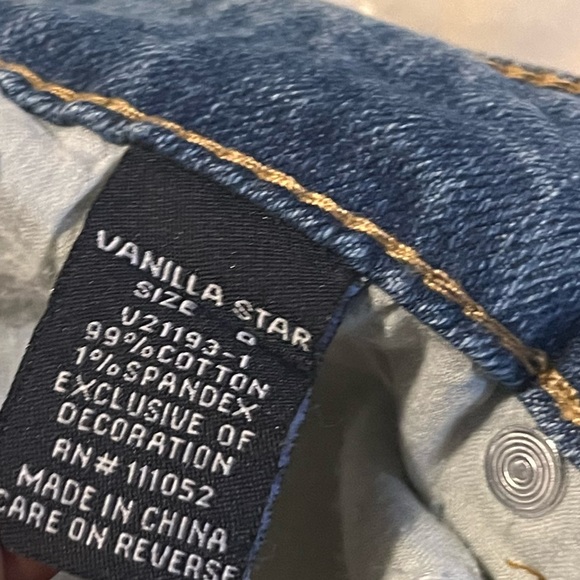 VANILLA STAR
SIZE 0
V21193-1
99%COTTON
1%SPANDEX
EXCLUSIVE OF
DECORATION
RN# 111052
MADE IN CHINA
CARE ON REVERSE